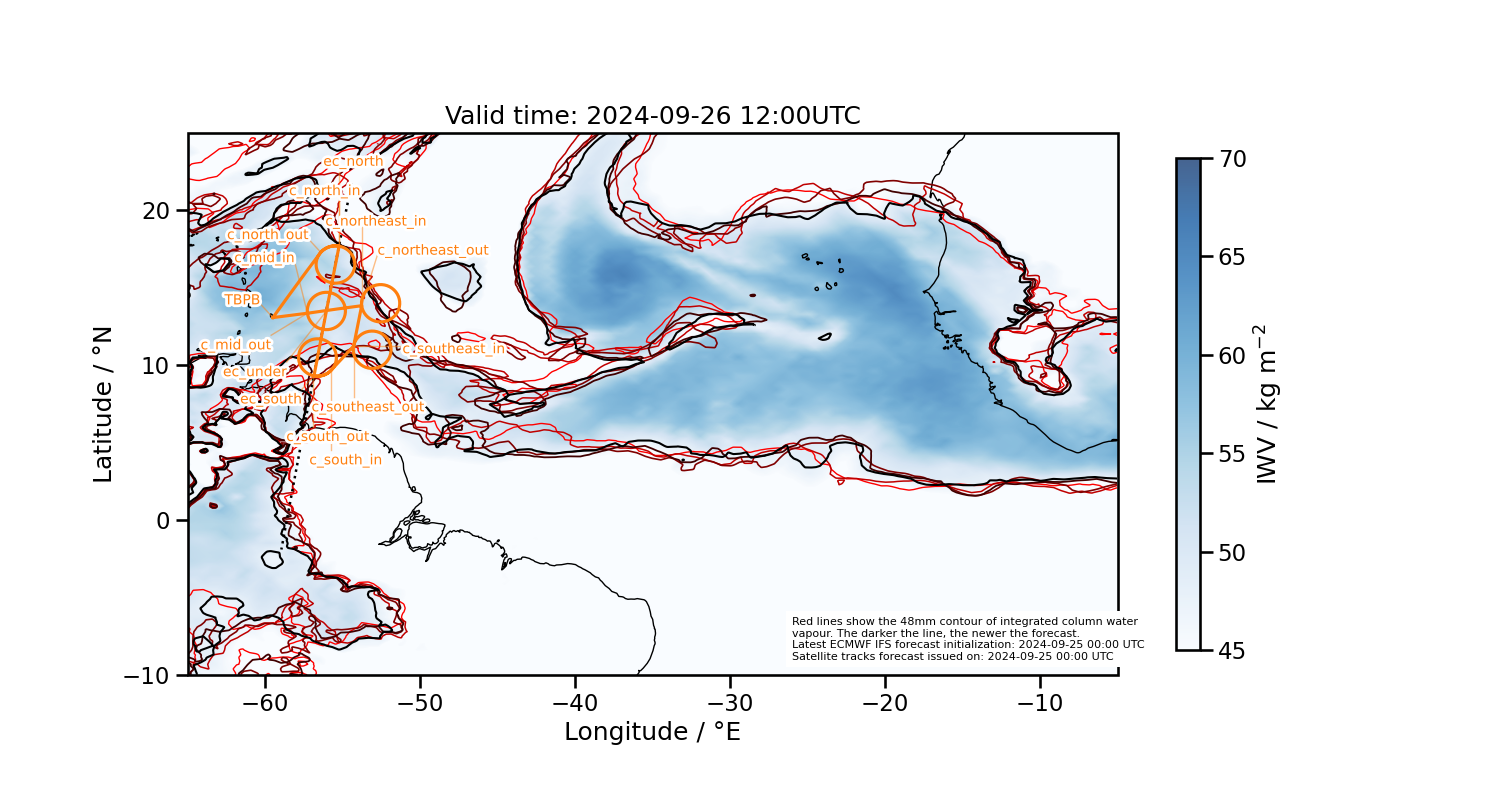 Valid time: 2024-09-26 12:00UTC
ec_north
c_north_in
c_northeast_in
c_north_out
c_northeast_out
c_mid_in
TBPB
c_mid_out
c_southeast_in
ec_under
ec_south
c_southeast_out
c_south_out
c_south_in
20
10
0
−10
Latitude / °N
−60
−50
−40
−30
−20
−10
Longitude / °E
70
65
60
55
50
45
IWV / kg m⁻²
Red lines show the 48mm contour of integrated column water
vapour. The darker the line, the newer the forecast.
Latest ECMWF IFS forecast initialization: 2024-09-25 00:00 UTC
Satellite tracks forecast issued on: 2024-09-25 00:00 UTC